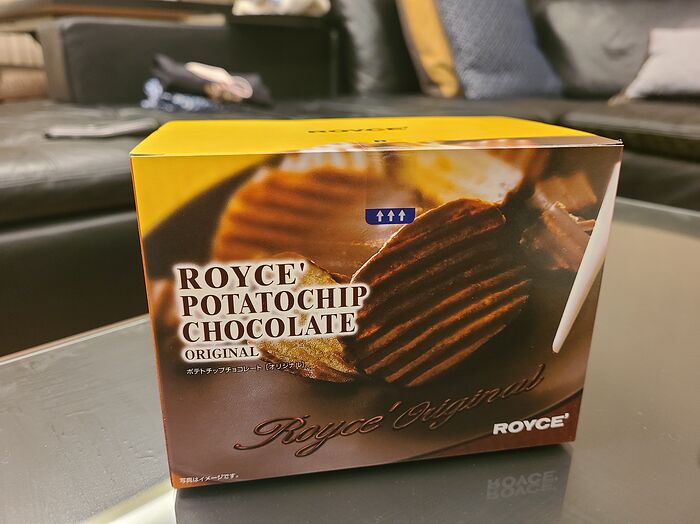 ROYCE'
ROYCE'
POTATOCHIP
CHOCOLATE
ORIGINAL
ポテトチップチョコレート［オリジナル］
Royce' Original
ROYCE'
写真はイメージです。